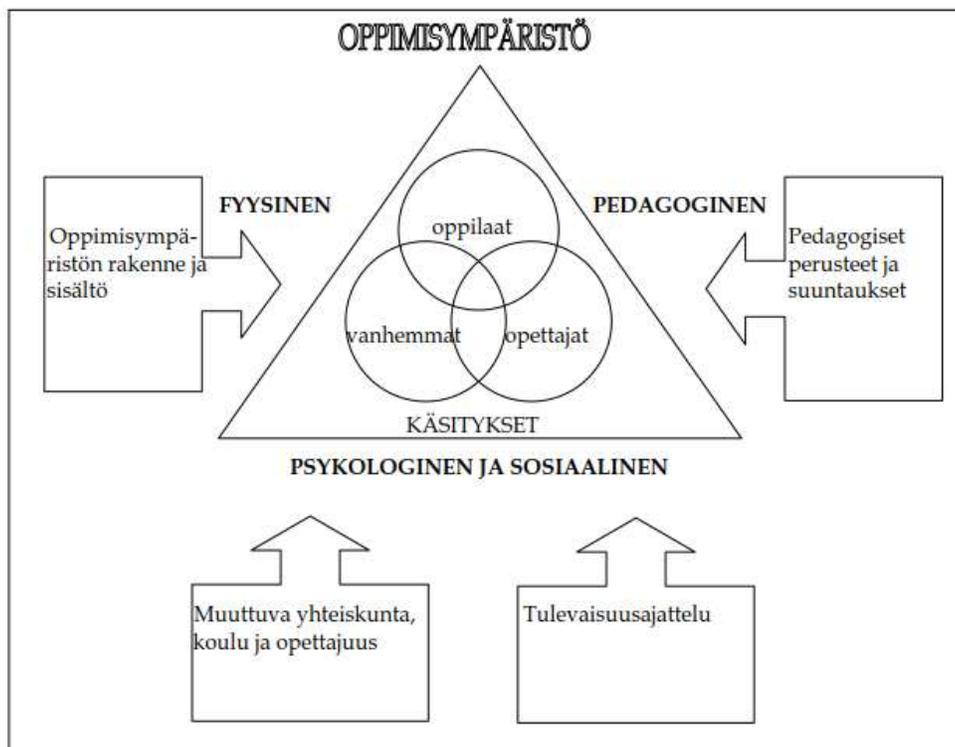 OPPIMISYMPÄRISTÖ
FYYSINEN
PEDAGOGINEN
Oppimisympä-
ristön rakenne ja
sisältö
oppilaat
vanhemmat
opettajat
KÄSITYKSET
Pedagogiset
perusteet ja
suuntaukset
PSYKOLOGINEN JA SOSIAALINEN
Muuttuva yhteiskunta,
koulu ja opettajuus
Tulevaisuusajattelu